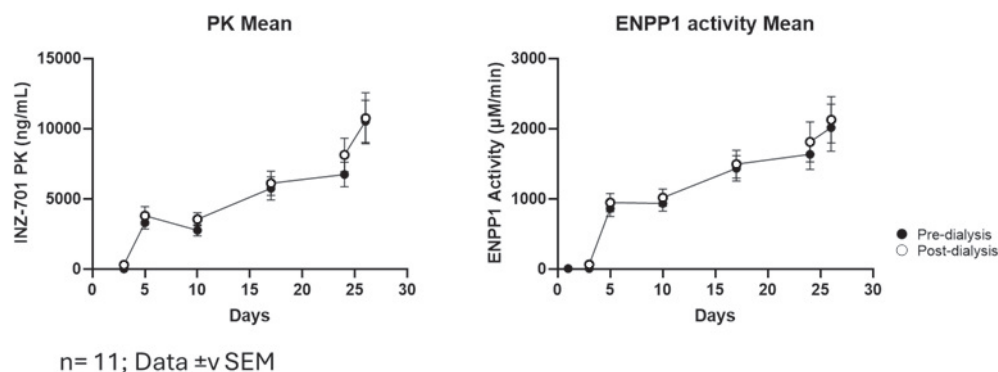 PK Mean
INZ-701 PK (ng/mL)
15000
10000
5000
0
0 5 10 15 20 25 30
Days
ENPP1 activity Mean
ENPP1 Activity (µM/min)
3000
2000
1000
0
0 5 10 15 20 25 30
Days
Pre-dialysis
Post-dialysis
n= 11; Data ±v SEM